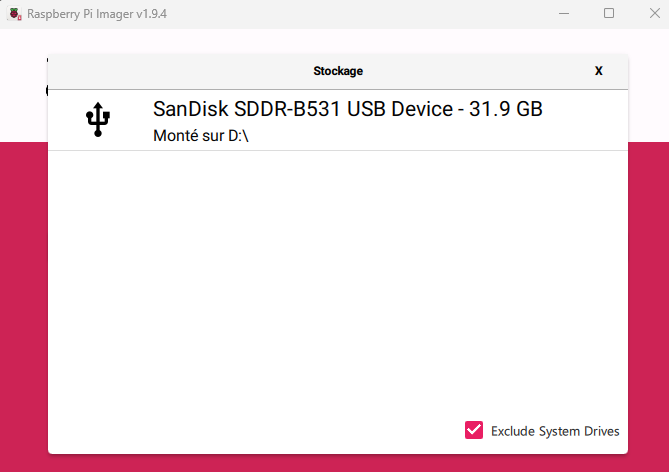 Raspberry Pi Imager v1.9.4
Stockage
X
SanDisk SDDR-B531 USB Device - 31.9 GB
Monté sur D:\
Exclude System Drives